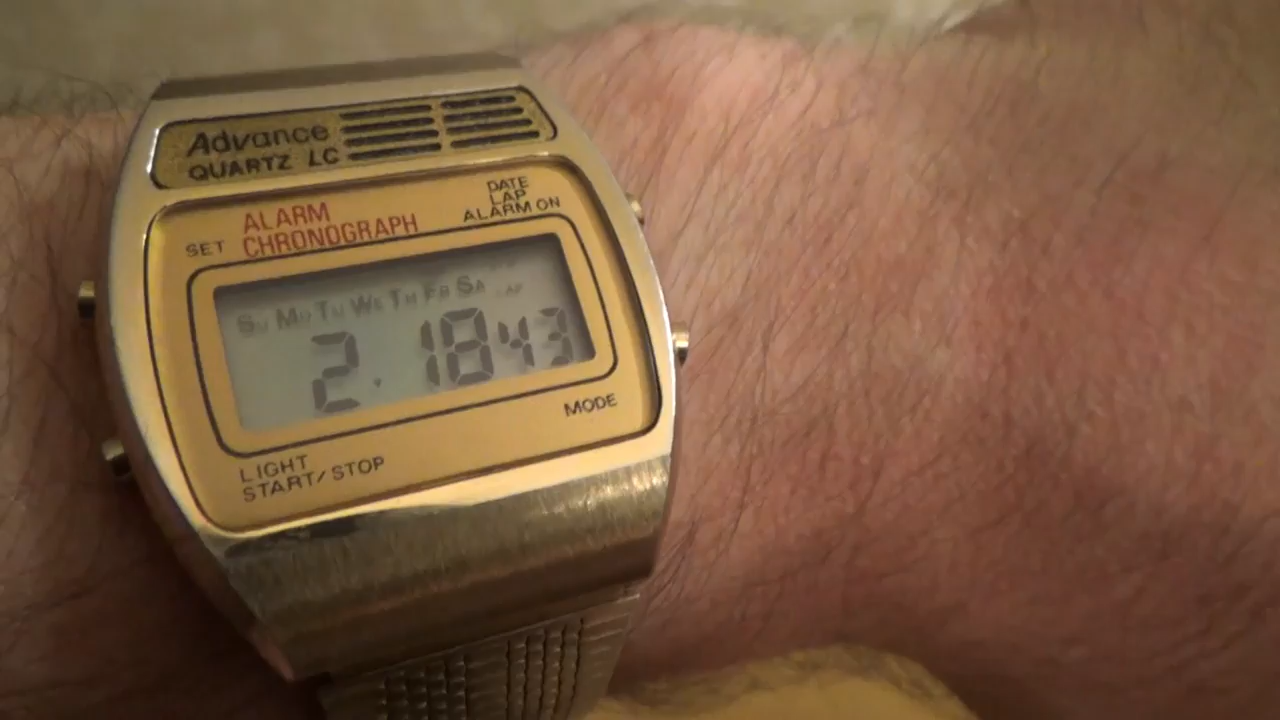 Advance
QUARTZ LC
DATE
LAP
ALARM ON
SET ALARM
CHRONOGRAPH
SU MO TU WE TH FR SA
2. 18 43
MODE
LIGHT
START/STOP